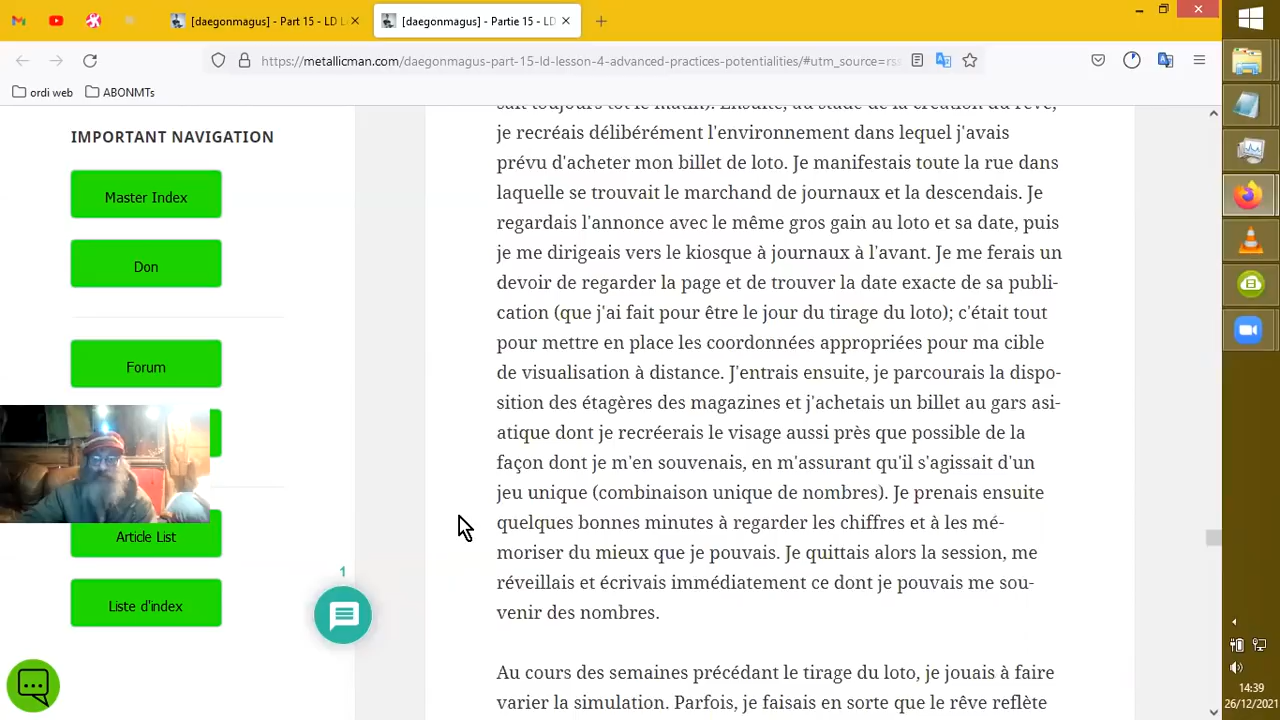 [daegonmagus] - Part 15 - LD L
[daegonmagus] - Partie 15 - LD
https://metallicman.com/daegonmagus-part-15-ld-lesson-4-advanced-practices-potentialities/#utm_source=rss
ordi web
ABONMTs
IMPORTANT NAVIGATION
Master Index
Don
Forum
Article List
Liste d'index
1
je recréais délibérément l'environnement dans lequel j'avais
prévu d'acheter mon billet de loto. Je manifestais toute la rue dans
laquelle se trouvait le marchand de journaux et la descendais. Je
regardais l'annonce avec le même gros gain au loto et sa date, puis
je me dirigeais vers le kiosque à journaux à l'avant. Je me ferais un
devoir de regarder la page et de trouver la date exacte de sa publi-
cation (que j'ai fait pour être le jour du tirage du loto); c'était tout
pour mettre en place les coordonnées appropriées pour ma cible
de visualisation à distance. J'entrais ensuite, je parcourais la dispo-
sition des étagères des magazines et j'achetais un billet au gars asi-
atique dont je recréerais le visage aussi près que possible de la
façon dont je m'en souvenais, en m'assurant qu'il s'agissait d'un
jeu unique (combinaison unique de nombres). Je prenais ensuite
quelques bonnes minutes à regarder les chiffres et à les mé-
moriser du mieux que je pouvais. Je quittais alors la session, me
réveillais et écrivais immédiatement ce dont je pouvais me sou-
venir des nombres.
Au cours des semaines précédant le tirage du loto, je jouais à faire
varier la simulation. Parfois, je faisais en sorte que le rêve reflète
14:39
26/12/2021